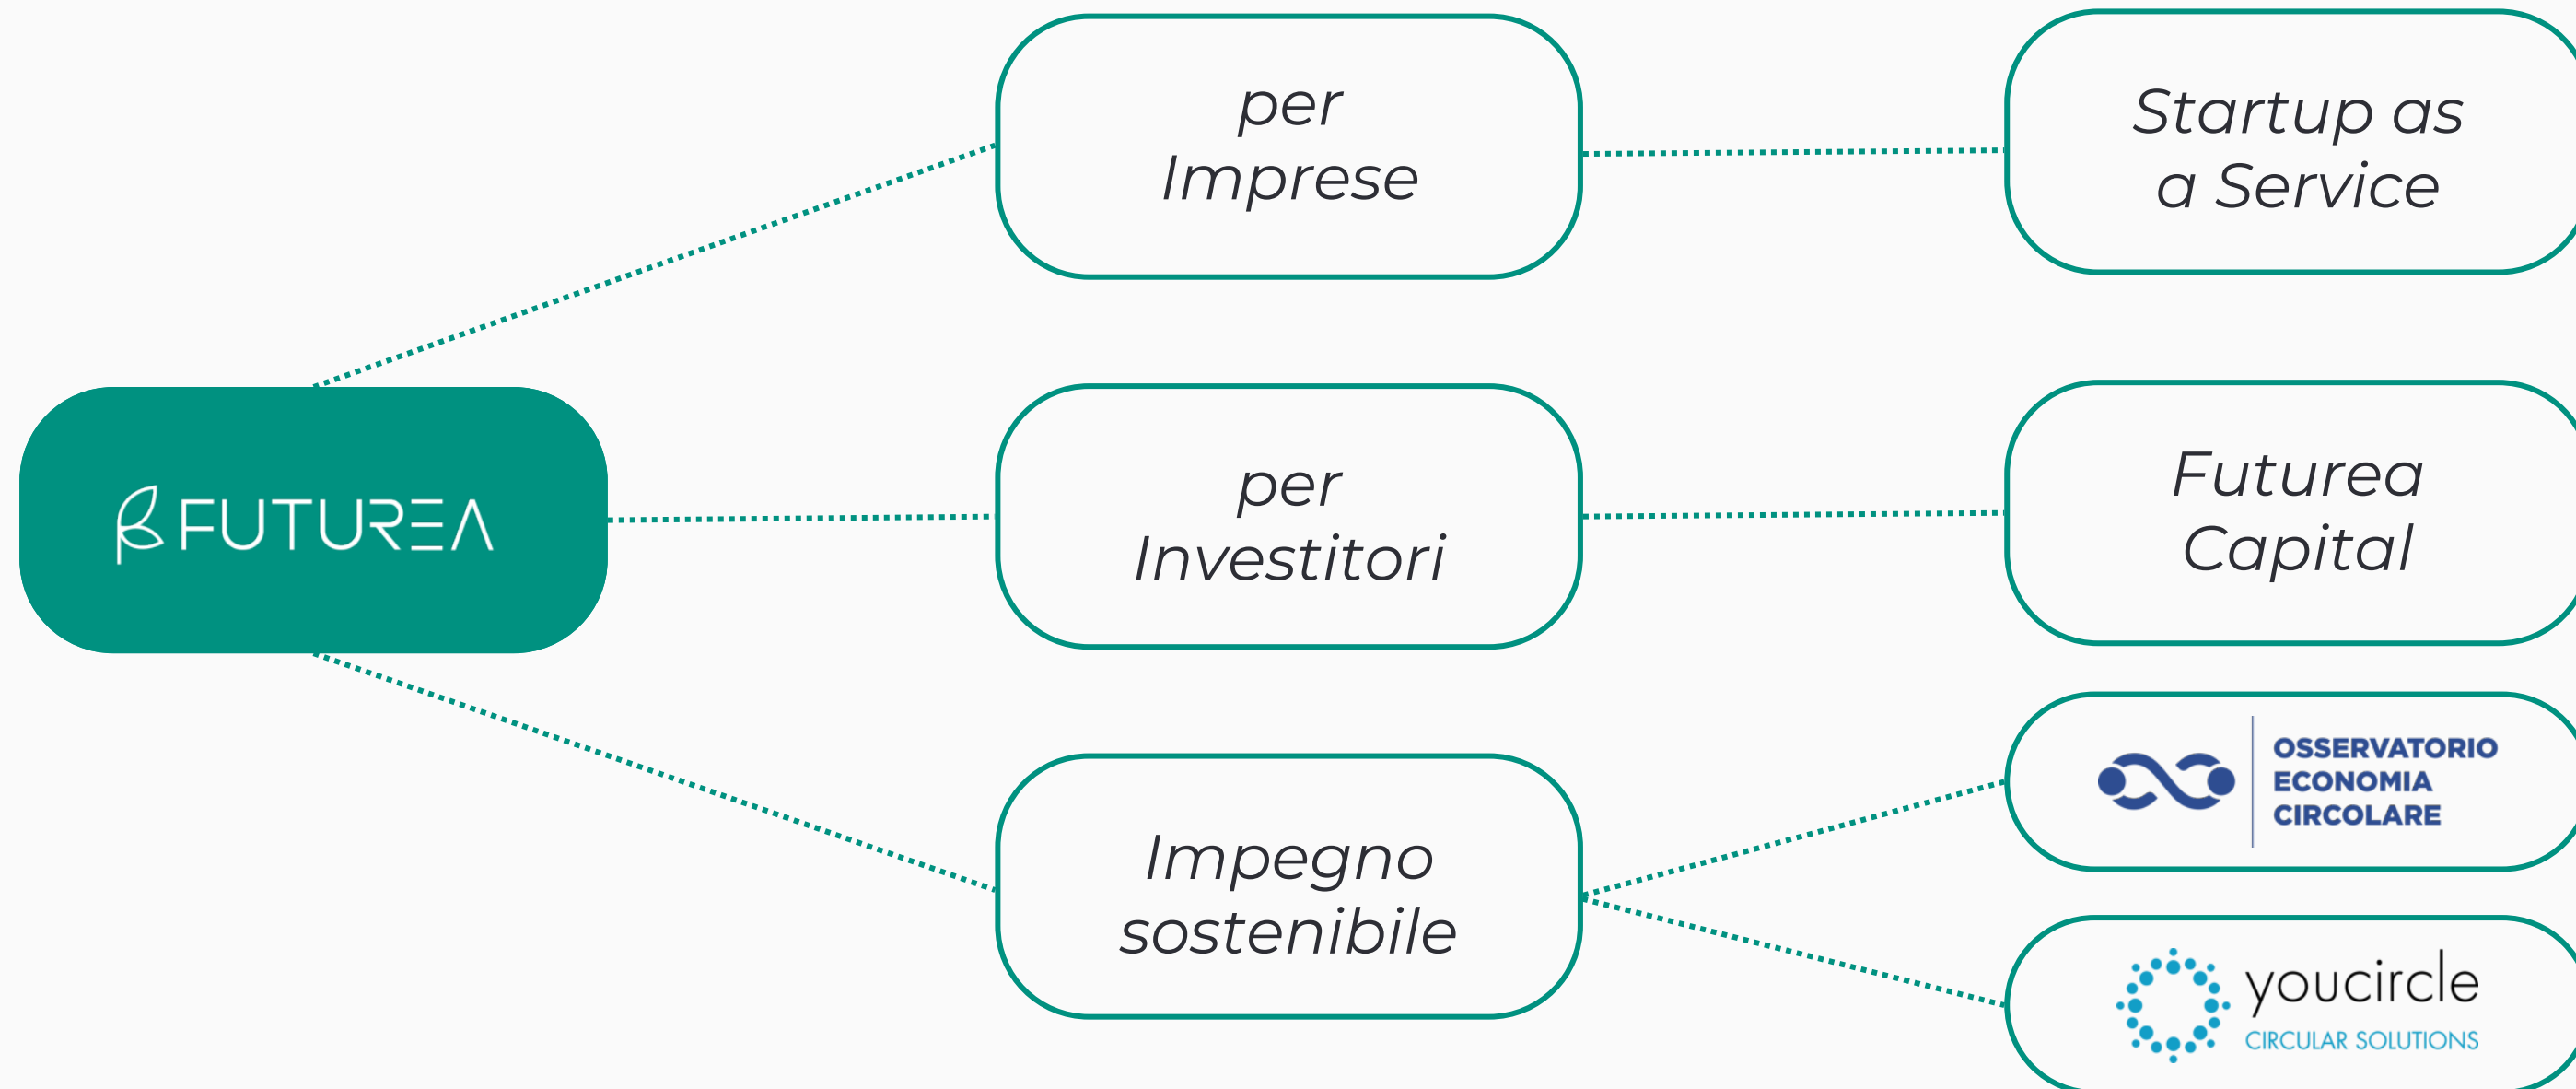 FUTUREA
per
Imprese
Startup as
a Service
per
Investitori
Futurea
Capital
Impegno
sostenibile
OSSERVATORIO
ECONOMIA
CIRCOLARE
youcircle
CIRCULAR SOLUTIONS